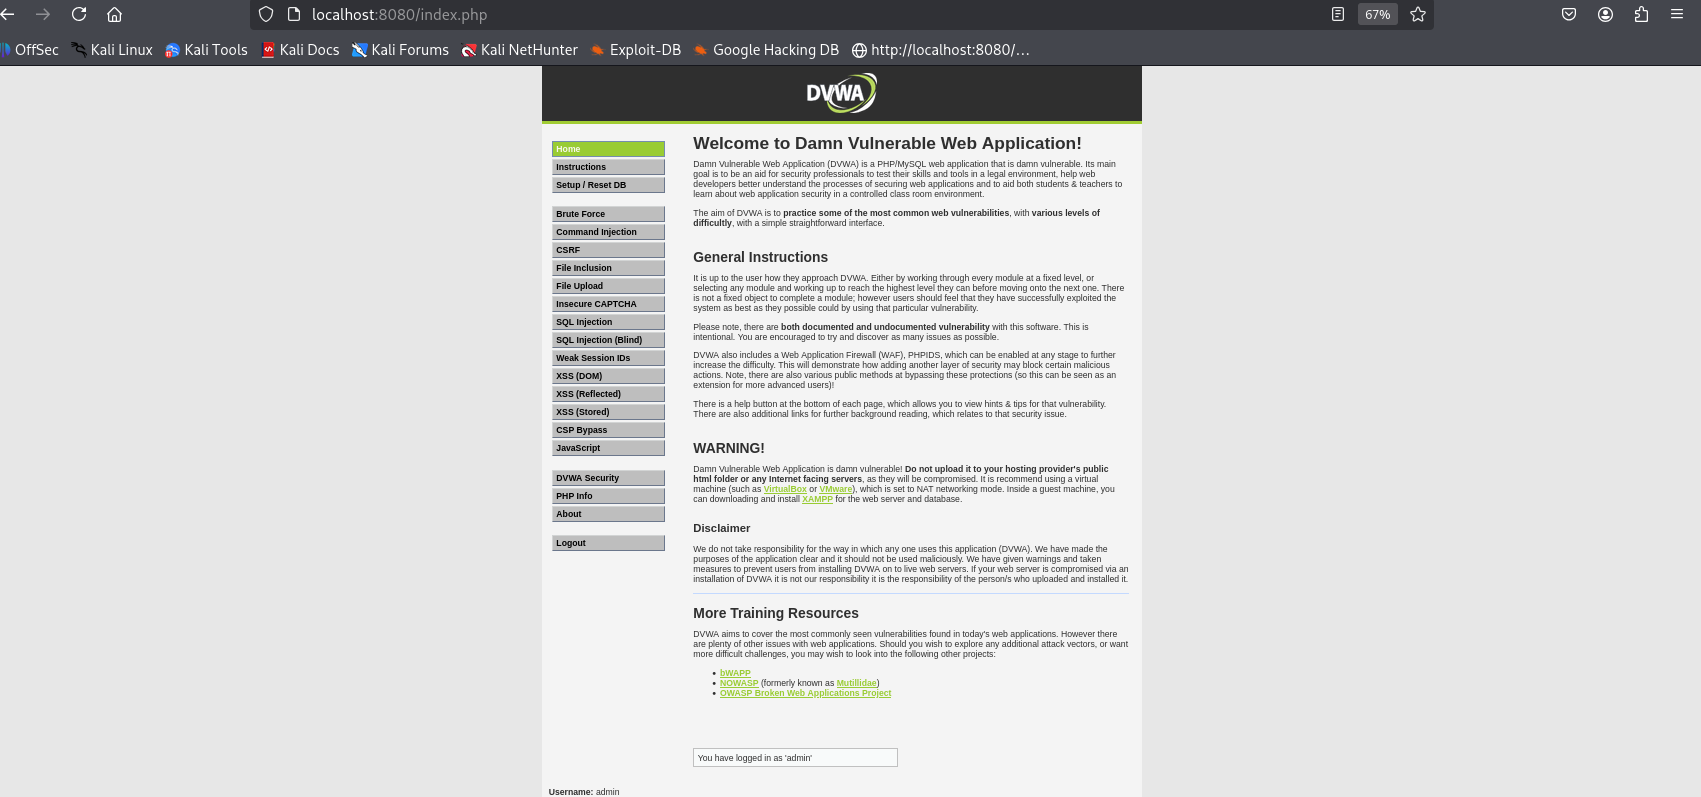 localhost:8080/index.php
67%
OffSec Kali Linux Kali Tools Kali Docs Kali Forums Kali NetHunter Exploit-DB Google Hacking DB http://localhost:8080/...
DVWA
Home
Instructions
Setup / Reset DB
Brute Force
Command Injection
CSRF
File Inclusion
File Upload
Insecure CAPTCHA
SQL Injection
SQL Injection (Blind)
Weak Session IDs
XSS (DOM)
XSS (Reflected)
XSS (Stored)
CSP Bypass
JavaScript
DVWA Security
PHP Info
About
Logout
Welcome to Damn Vulnerable Web Application!
Damn Vulnerable Web Application (DVWA) is a PHP/MySQL web application that is damn vulnerable. Its main
goal is to be an aid for security professionals to test their skills and tools in a legal environment, help web
developers better understand the processes of securing web applications and to aid both students & teachers to
learn about web application security in a controlled class room environment.
The aim of DVWA is to practice some of the most common web vulnerabilities, with various levels of
difficultly, with a simple straightforward interface.
General Instructions
It is up to the user how they approach DVWA. Either by working through every module at a fixed level, or
selecting any module and working up to reach the highest level they can before moving onto the next one. There
is not a fixed object to complete a module; however users should feel that they have successfully exploited the
system as best as they possible could by using that particular vulnerability.
Please note, there are both documented and undocumented vulnerability with this software. This is
intentional. You are encouraged to try and discover as many issues as possible.
DVWA also includes a Web Application Firewall (WAF), PHPIDS, which can be enabled at any stage to further
increase the difficulty. This will demonstrate how adding another layer of security may block certain malicious
actions. Note, there are also various public methods at bypassing these protections (so this can be seen as an
extension for more advanced users)!
There is a help button at the bottom of each page, which allows you to view hints & tips for that vulnerability.
There are also additional links for further background reading, which relates to that security issue.
WARNING!
Damn Vulnerable Web Application is damn vulnerable! Do not upload it to your hosting provider's public
html folder or any Internet facing servers, as they will be compromised. It is recommend using a virtual
machine (such as VirtualBox or VMware), which is set to NAT networking mode. Inside a guest machine, you
can downloading and install XAMPP for the web server and database.
Disclaimer
We do not take responsibility for the way in which any one uses this application (DVWA). We have made the
purposes of the application clear and it should not be used maliciously. We have given warnings and taken
measures to prevent users from installing DVWA on to live web servers. If your web server is compromised via an
installation of DVWA it is not our responsibility it is the responsibility of the person/s who uploaded and installed it.
More Training Resources
DVWA aims to cover the most commonly seen vulnerabilities found in today's web applications. However there
are plenty of other issues with web applications. Should you wish to explore any additional attack vectors, or want
more difficult challenges, you may wish to look into the following other projects:
• bWAPP
• NOWASP (formerly known as Mutillidae)
• OWASP Broken Web Applications Project
You have logged in as 'admin'
Username: admin